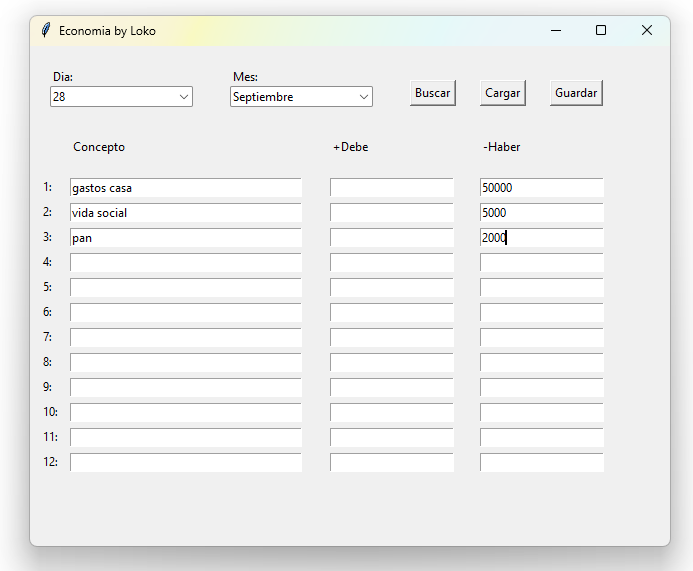 Economia by Loko
Dia: Mes:
28 Septiembre Buscar Cargar Guardar
Concepto +Debe -Haber
1: gastos casa 50000
2: vida social 5000
3: pan 2000
4:
5:
6:
7:
8:
9:
10:
11:
12: